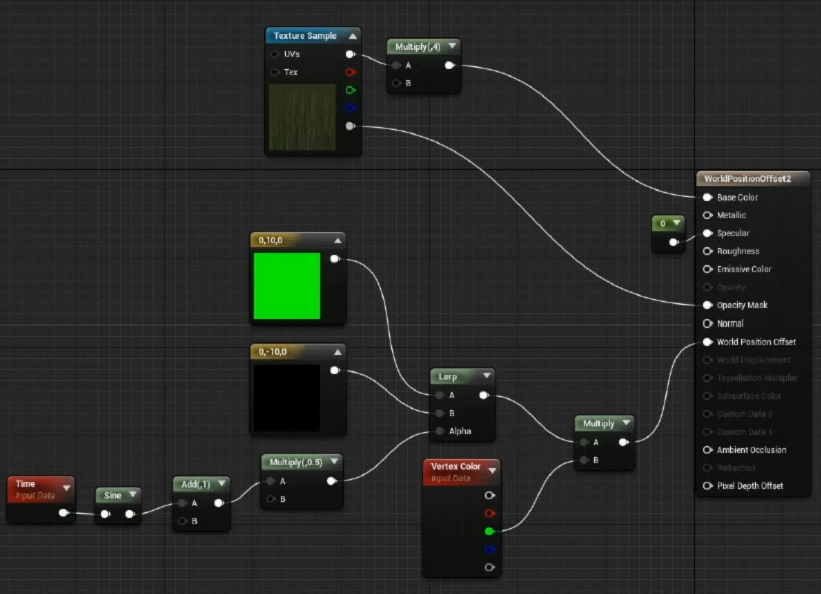 Texture Sample
UVs
Tex
Multiply(,4)
A
B
WorldPositionOffset2
Base Color
Metallic
Specular
Roughness
Emissive Color
Opacity
Opacity Mask
Normal
World Position Offset
World Displacement
Tessellation Multiplier
Subsurface Color
Custom Data 0
Custom Data 1
Ambient Occlusion
Refraction
Pixel Depth Offset
0
0,10,0
0,-10,0
Lerp
A
B
Alpha
Multiply
A
B
Vertex Color
Input Data
Multiply(,0.5)
A
B
Add(,1)
A
B
Sine
Time
Input Data